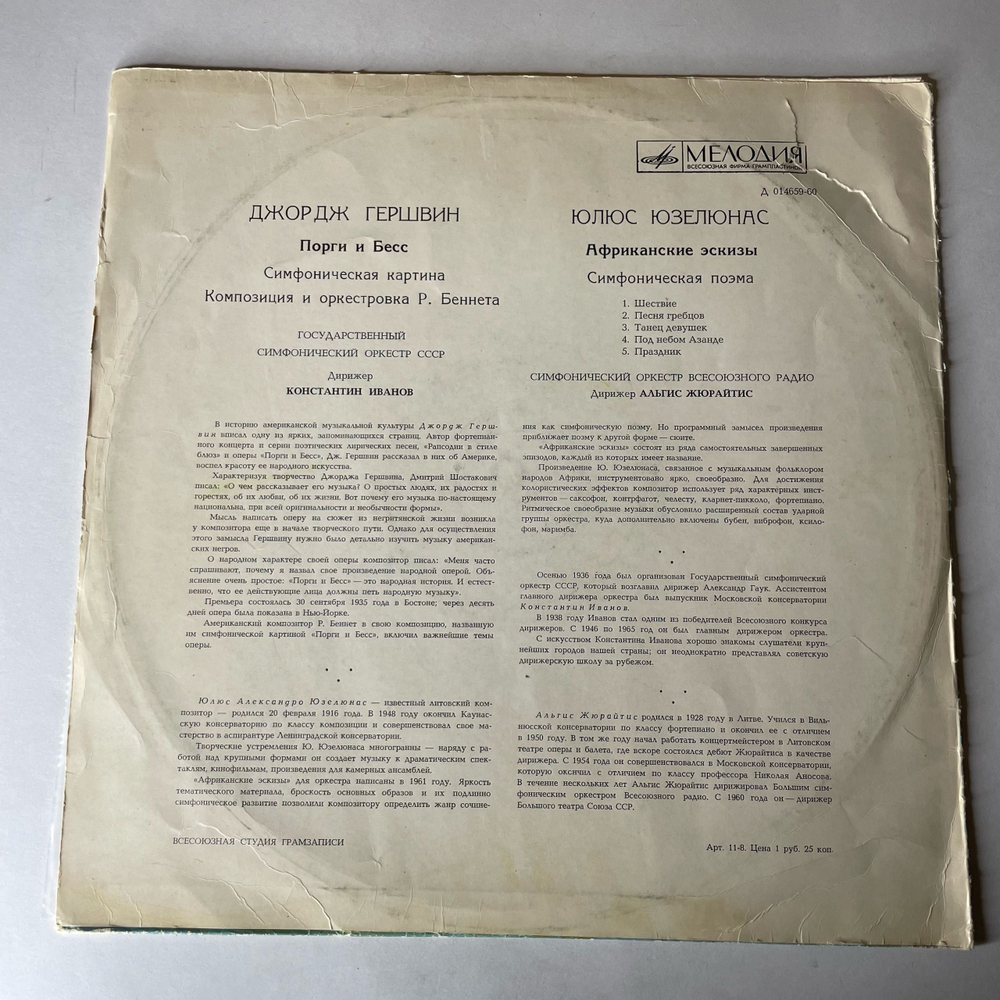 МЕЛОДИЯ
ВСЕСОЮЗНАЯ ФИРМА ГРАМПЛАСТИНОК
Д 014659-60
ДЖОРДЖ ГЕРШВИН
Порги и Бесс
Симфоническая картина
Композиция и оркестровка Р. Беннета
ГОСУДАРСТВЕННЫЙ
СИМФОНИЧЕСКИЙ ОРКЕСТР СССР
Дирижер
КОНСТАНТИН ИВАНОВ
ЮЛЮС ЮЗЕЛЮНАС
Африканские эскизы
Симфоническая поэма
1. Шествие
2. Песня гребцов
3. Танец девушек
4. Под небом Азанде
5. Праздник
СИМФОНИЧЕСКИЙ ОРКЕСТР ВСЕСОЮЗНОГО РАДИО
Дирижер АЛЬГИС ЖЮРАЙТИС
В историю американской музыкальной культуры Джордж Герш-
вин вписал одну из ярких, запоминающихся страниц. Автор фортепиан-
ного концерта и серии поэтических лирических песен, «Рапсодии в стиле
блюз» и оперы «Порги и Бесс», Дж. Гершвин рассказал в них об Америке,
воспел красоту ее народного искусства.
Характеризуя творчество Джорджа Гершвина, Дмитрий Шостакович
писал: «О чем рассказывает его музыка? О простых людях, их радостях и
горестях, об их любви, об их жизни. Вот почему его музыка по-настоящему
национальна, при всей оригинальности и необычности формы».
Мысль написать оперу на сюжет из негритянской жизни возникла
у композитора еще в начале творческого пути. Однако для осуществления
этого замысла Гершвину нужно было детально изучить музыку американ-
ских негров.
О народном характере своей оперы композитор писал: «Меня часто
спрашивают, почему я назвал свое произведение народной оперой. Объ-
яснение очень простое: «Порги и Бесс» — это народная история. И естест-
венно, что ее действующие лица должны петь народную музыку».
Премьера состоялась 30 сентября 1935 года в Бостоне; через десять
дней опера была показана в Нью-Йорке.
Американский композитор Р. Беннет в свою композицию, названную
им симфонической картиной «Порги и Бесс», включил важнейшие темы
оперы.
Юлюс Александро Юзелюнас — известный литовский ком-
позитор — родился 20 февраля 1916 года. В 1948 году окончил Каунас-
скую консерваторию по классу композиции и совершенствовал свое ма-
стерство в аспирантуре Ленинградской консерватории.
Творческие устремления Ю. Юзелюнаса многогранны — наряду с ра-
ботой над крупными формами он создает музыку к драматическим спек-
таклям, кинофильмам, произведения для камерных ансамблей.
«Африканские эскизы» для оркестра написаны в 1961 году. Яркость
тематического материала, броскость основных образов и их подлинно
симфоническое развитие позволили композитору определить жанр сочине-
ния как симфоническую поэму. Но программный замысел произведения
приближает поэму к другой форме — сюите.
«Африканские эскизы» состоят из ряда самостоятельных завершенных
эпизодов, каждый из которых имеет название.
Произведение Ю. Юзелюнаса, связанное с музыкальным фольклором
народов Африки, инструментовано ярко, своеобразно. Для достижения
колористических эффектов композитор использует ряд характерных инст-
рументов — саксофон, контрфагот, челесту, кларнет-пикколо, фортепиано.
Ритмическое своеобразие музыки обусловило расширенный состав ударной
группы оркестра, куда дополнительно включены бубен, виброфон, ксило-
фон, маримба.
Осенью 1936 года был организован Государственный симфонический
оркестр СССР, который возглавил дирижер Александр Гаук. Ассистентом
главного дирижера оркестра был выпускник Московской консерватории
Константин Иванов.
В 1938 году Иванов стал одним из победителей Всесоюзного конкурса
дирижеров. С 1946 по 1965 год он был главным дирижером оркестра.
С искусством Константина Иванова хорошо знакомы слушатели круп-
нейших городов нашей страны; он неоднократно представлял советскую
дирижерскую школу за рубежом.
Альгис Жюрайтис родился в 1928 году в Литве. Учился в Виль-
нюсской консерватории по классу фортепиано и окончил ее с отличием
в 1950 году. В том же году начал работать концертмейстером в Литовском
театре оперы и балета, где вскоре состоялся дебют Жюрайтиса в качестве
дирижера. С 1954 года он совершенствовался в Московской консерватории,
которую окончил с отличием по классу профессора Николая Аносова.
В течение нескольких лет Альгис Жюрайтис дирижировал Большим сим-
фоническим оркестром Всесоюзного радио. С 1960 года он — дирижер
Большого театра Союза ССР.
ВСЕСОЮЗНАЯ СТУДИЯ ГРАМЗАПИСИ
Арт. 11-8. Цена 1 руб. 25 коп.